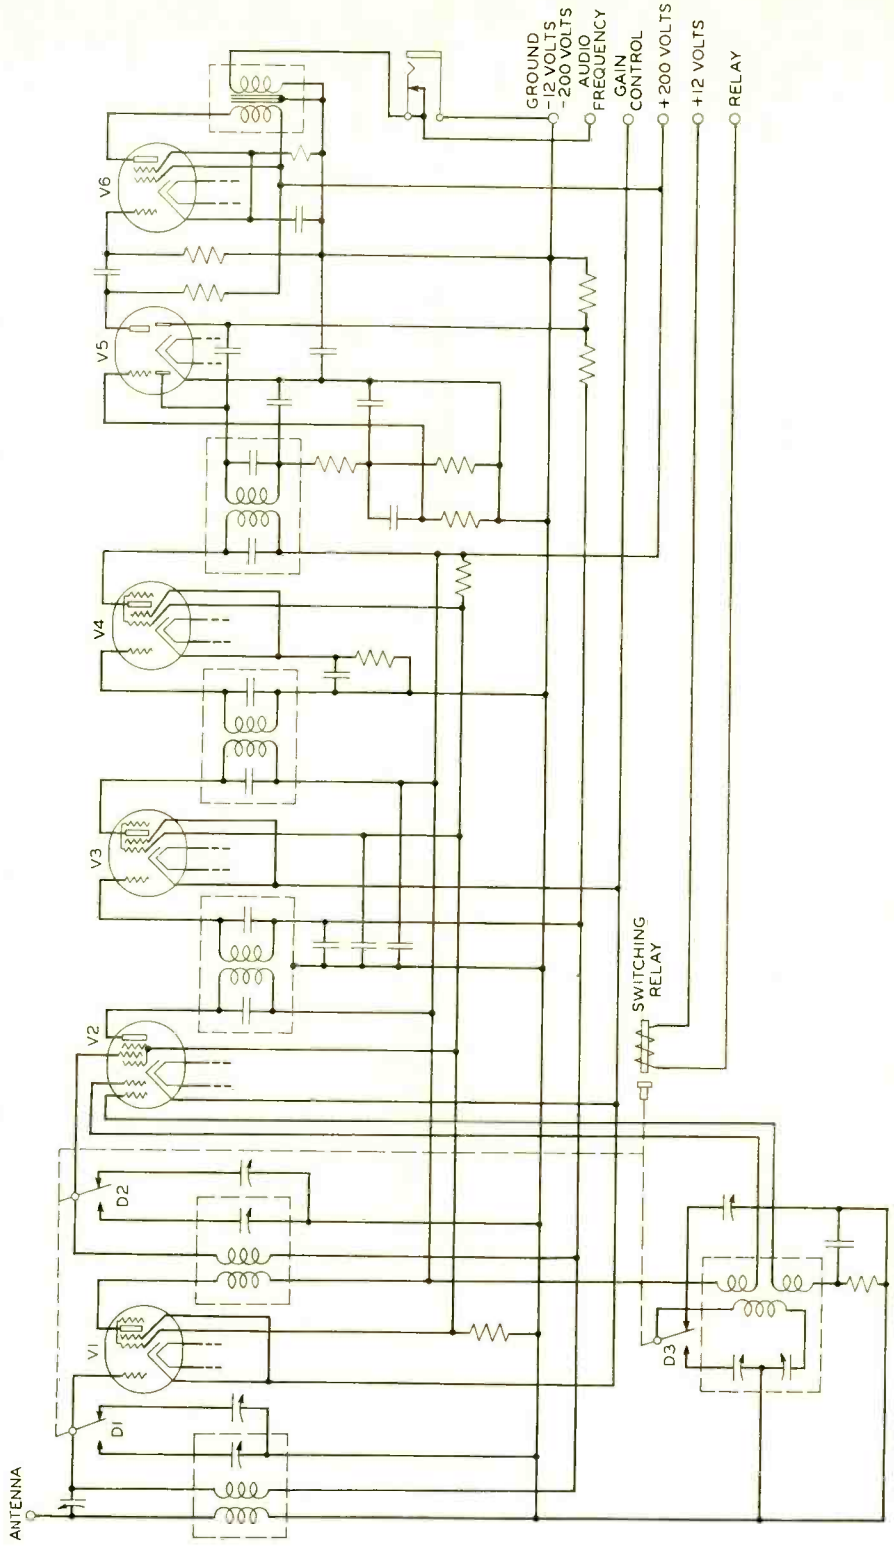 ANTENNA
D1
V1
D2
V2
V3
V4
V5
V6
D3
SWITCHING
RELAY
GROUND
-12 VOLTS
-200 VOLTS
AUDIO
FREQUENCY
GAIN
CONTROL
+200 VOLTS
+12 VOLTS
RELAY